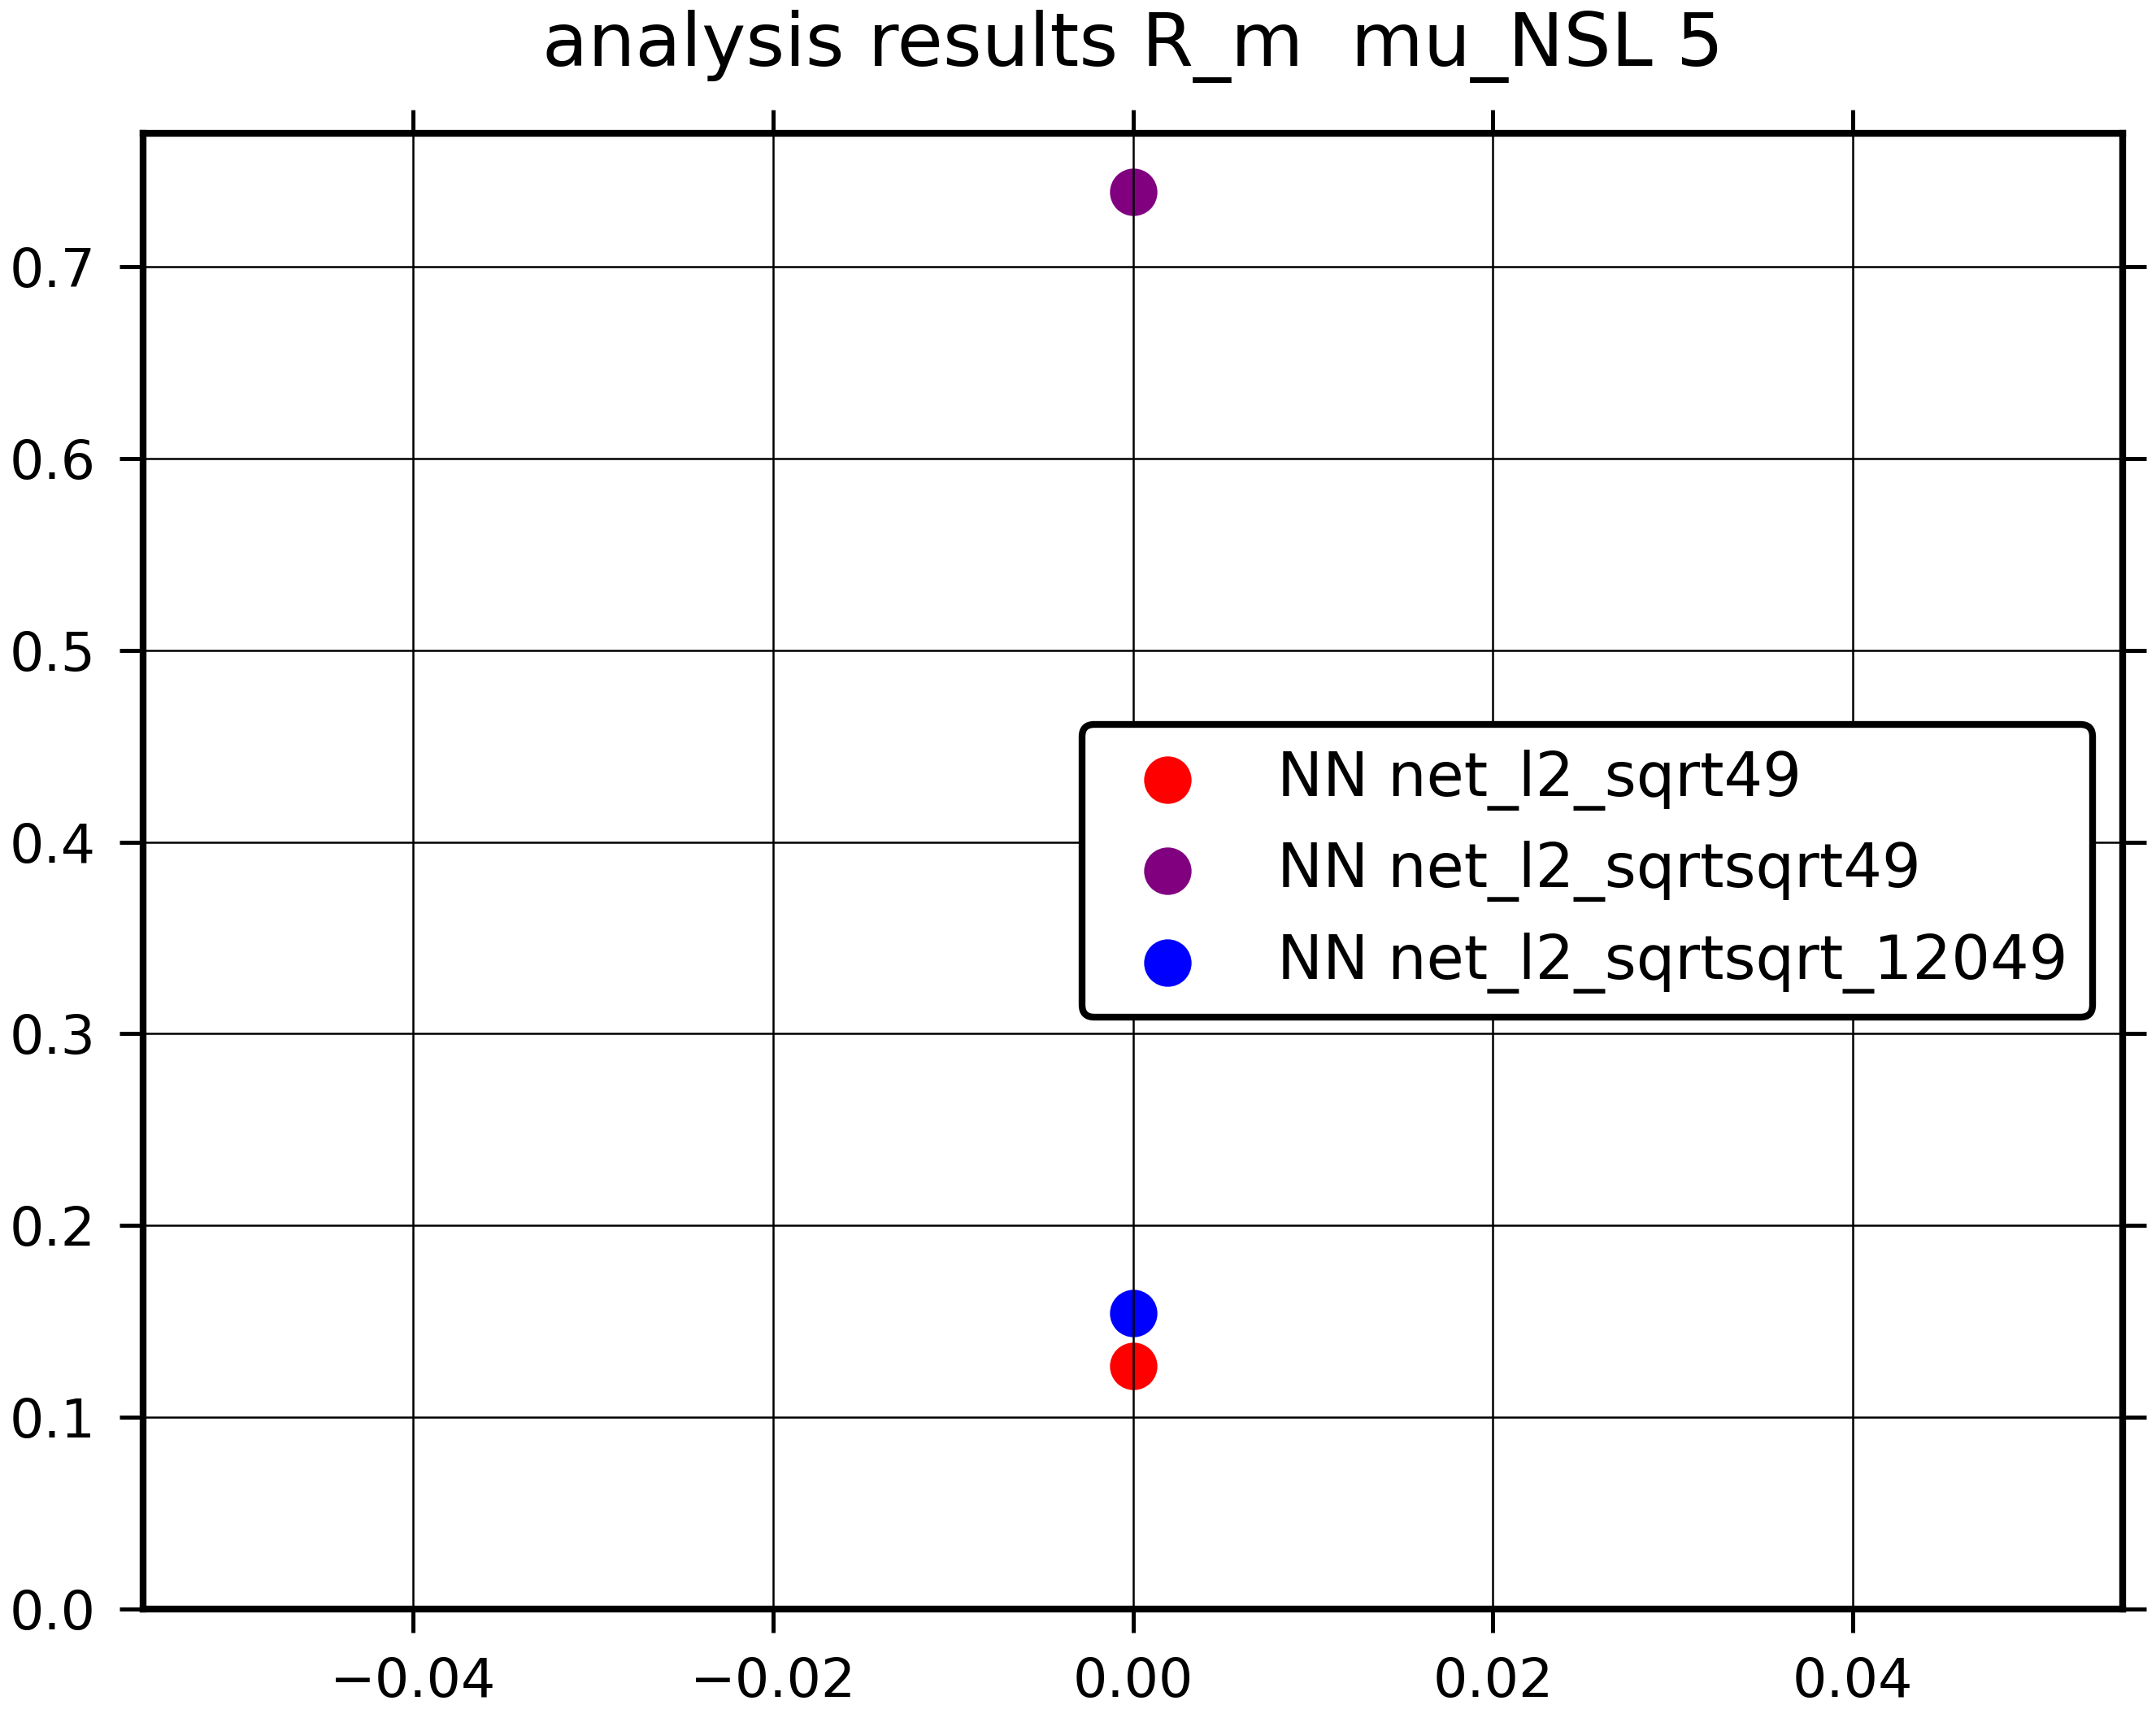 analysis results R_m  mu_NSL 5
0.7
0.6
0.5
0.4
0.3
0.2
0.1
0.0
NN net_l2_sqrt49
NN net_l2_sqrtsqrt49
NN net_l2_sqrtsqrt_12049
−0.04 −0.02 0.00 0.02 0.04